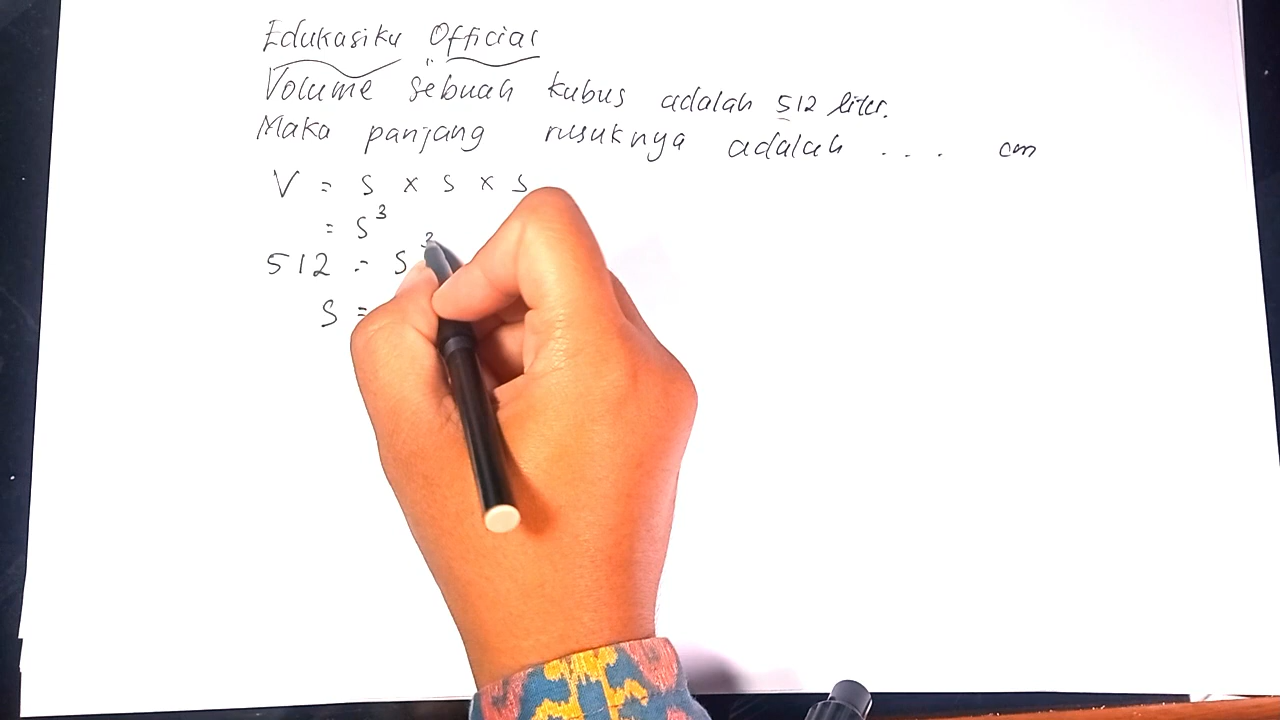 Edukasiku Official
Volume sebuah kubus adalah 512 liter.
Maka panjang rusuknya adalah ... cm
V = s x s x s
= s³
512 = s³
s =